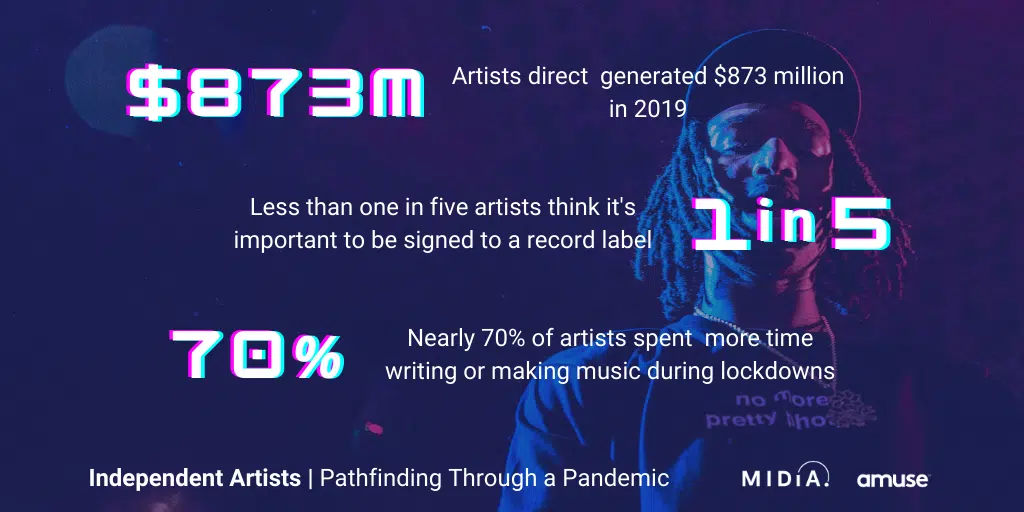 $873M
Artists direct  generated $873 million
in 2019
Less than one in five artists think it's
important to be signed to a record label
1 in 5
70%
Nearly 70% of artists spent  more time
writing or making music during lockdowns
no more
pretty
Independent Artists | Pathfinding Through a Pandemic
MIDiA.
amuse